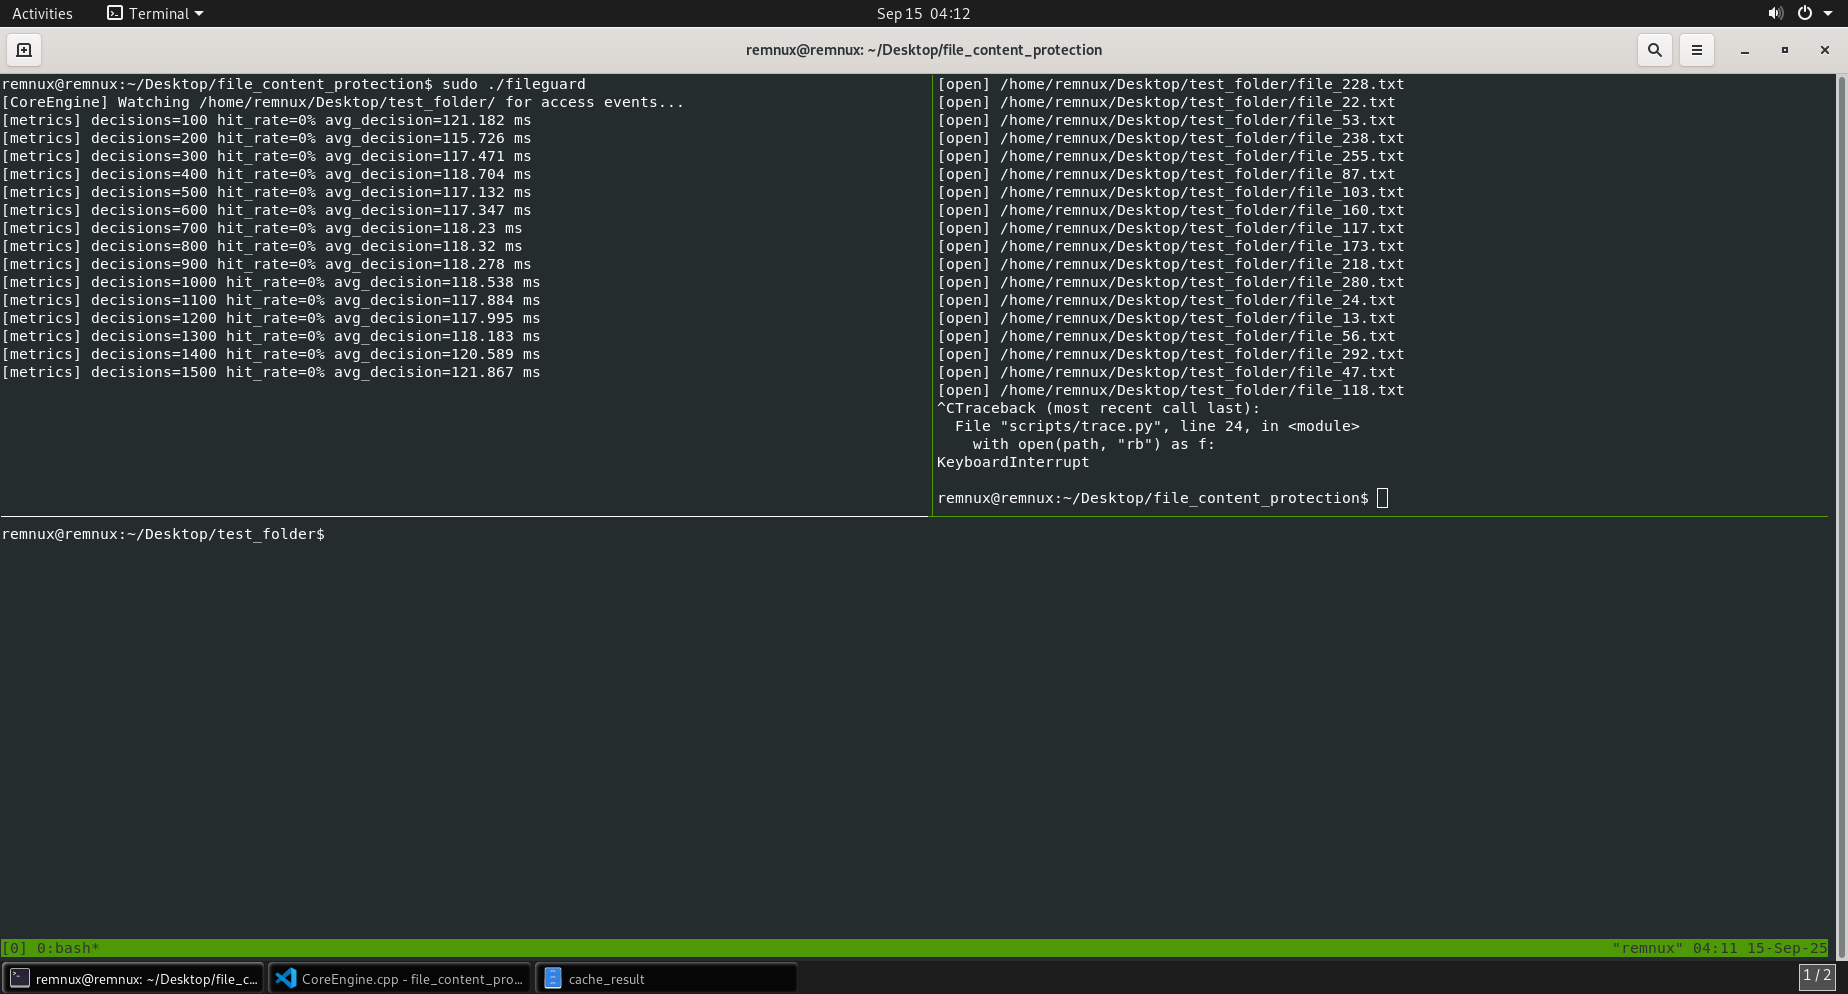 Activities
Terminal
Sep 15 04:12
remnux@remnux: ~/Desktop/file_content_protection
remnux@remnux:~/Desktop/file_content_protection$ sudo ./fileguard
[CoreEngine] Watching /home/remnux/Desktop/test_folder/ for access events...
[metrics] decisions=100 hit_rate=0% avg_decision=121.182 ms
[metrics] decisions=200 hit_rate=0% avg_decision=115.726 ms
[metrics] decisions=300 hit_rate=0% avg_decision=117.471 ms
[metrics] decisions=400 hit_rate=0% avg_decision=118.704 ms
[metrics] decisions=500 hit_rate=0% avg_decision=117.132 ms
[metrics] decisions=600 hit_rate=0% avg_decision=117.347 ms
[metrics] decisions=700 hit_rate=0% avg_decision=118.23 ms
[metrics] decisions=800 hit_rate=0% avg_decision=118.32 ms
[metrics] decisions=900 hit_rate=0% avg_decision=118.278 ms
[metrics] decisions=1000 hit_rate=0% avg_decision=118.538 ms
[metrics] decisions=1100 hit_rate=0% avg_decision=117.884 ms
[metrics] decisions=1200 hit_rate=0% avg_decision=117.995 ms
[metrics] decisions=1300 hit_rate=0% avg_decision=118.183 ms
[metrics] decisions=1400 hit_rate=0% avg_decision=120.589 ms
[metrics] decisions=1500 hit_rate=0% avg_decision=121.867 ms
[open] /home/remnux/Desktop/test_folder/file_228.txt
[open] /home/remnux/Desktop/test_folder/file_22.txt
[open] /home/remnux/Desktop/test_folder/file_53.txt
[open] /home/remnux/Desktop/test_folder/file_238.txt
[open] /home/remnux/Desktop/test_folder/file_255.txt
[open] /home/remnux/Desktop/test_folder/file_87.txt
[open] /home/remnux/Desktop/test_folder/file_103.txt
[open] /home/remnux/Desktop/test_folder/file_160.txt
[open] /home/remnux/Desktop/test_folder/file_117.txt
[open] /home/remnux/Desktop/test_folder/file_173.txt
[open] /home/remnux/Desktop/test_folder/file_218.txt
[open] /home/remnux/Desktop/test_folder/file_280.txt
[open] /home/remnux/Desktop/test_folder/file_24.txt
[open] /home/remnux/Desktop/test_folder/file_13.txt
[open] /home/remnux/Desktop/test_folder/file_56.txt
[open] /home/remnux/Desktop/test_folder/file_292.txt
[open] /home/remnux/Desktop/test_folder/file_47.txt
[open] /home/remnux/Desktop/test_folder/file_118.txt
^CTraceback (most recent call last):
  File "scripts/trace.py", line 24, in <module>
    with open(path, "rb") as f:
KeyboardInterrupt
remnux@remnux:~/Desktop/file_content_protection$
remnux@remnux:~/Desktop/test_folder$
[0] 0:bash*
"remnux" 04:11 15-Sep-25
remnux@remnux: ~/Desktop/file_c...
CoreEngine.cpp - file_content_pro...
cache_result
1 / 2